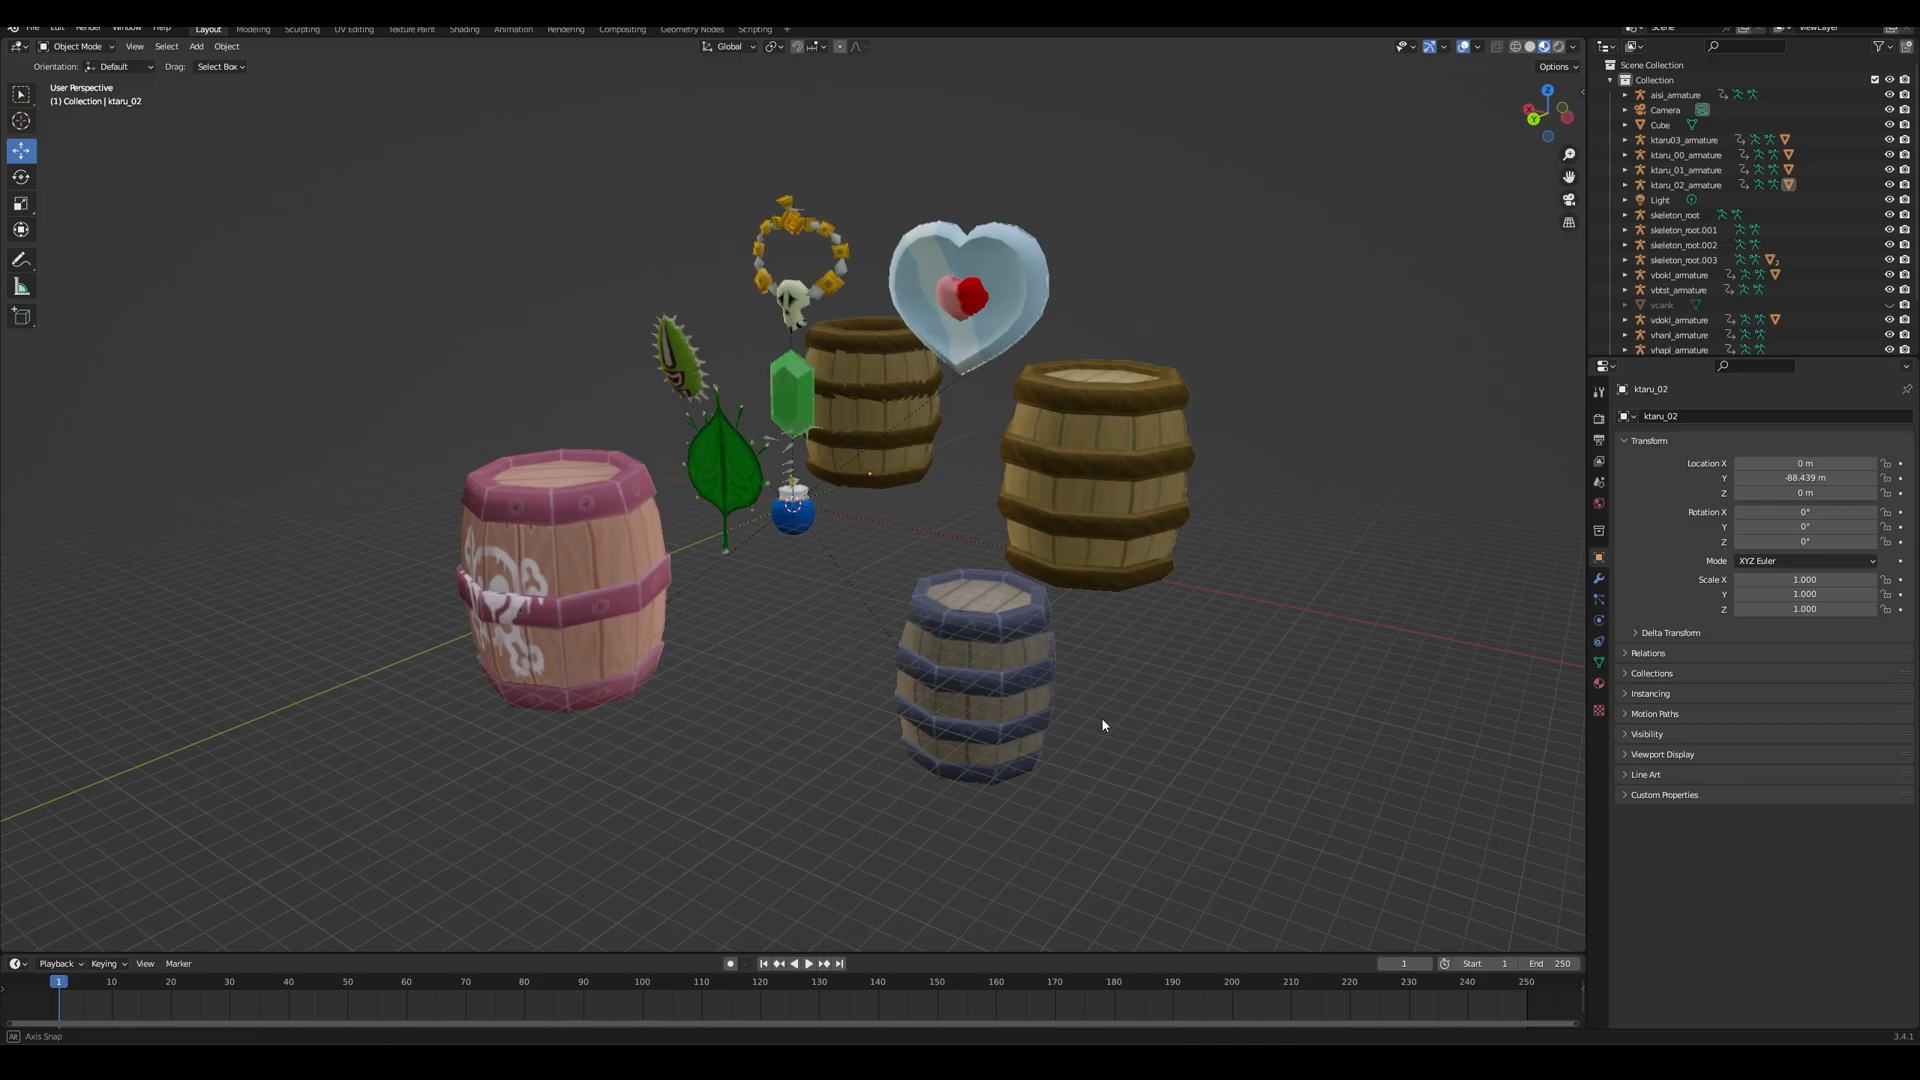 File Edit Render Window Help Layout Modeling Sculpting UV Editing Texture Paint Shading Animation Rendering Compositing Geometry Nodes Scripting + Scene ViewLayer
Object Mode View Select Add Object Global
Orientation: Default Drag: Select Box Options
User Perspective
(1) Collection | ktaru_02
Z
X
Y
Scene Collection
Collection
aisi_armature
Camera
Cube
ktaru03_armature
ktaru_00_armature
ktaru_01_armature
ktaru_02_armature
Light
skeleton_root
skeleton_root.001
skeleton_root.002
skeleton_root.003 2
vbokl_armature
vbtst_armature
vcank
vdokl_armature
vhanl_armature
vhapl_armature
ktaru_02
ktaru_02
Transform
Location X 0 m
Y -88.439 m
Z 0 m
Rotation X 0°
Y 0°
Z 0°
Mode XYZ Euler
Scale X 1.000
Y 1.000
Z 1.000
Delta Transform
Relations
Collections
Instancing
Motion Paths
Visibility
Viewport Display
Line Art
Custom Properties
Playback Keying View Marker 1 Start 1 End 250
1 10 20 30 40 50 60 70 80 90 100 110 120 130 140 150 160 170 180 190 200 210 220 230 240 250
Alt Axis Snap 3.4.1